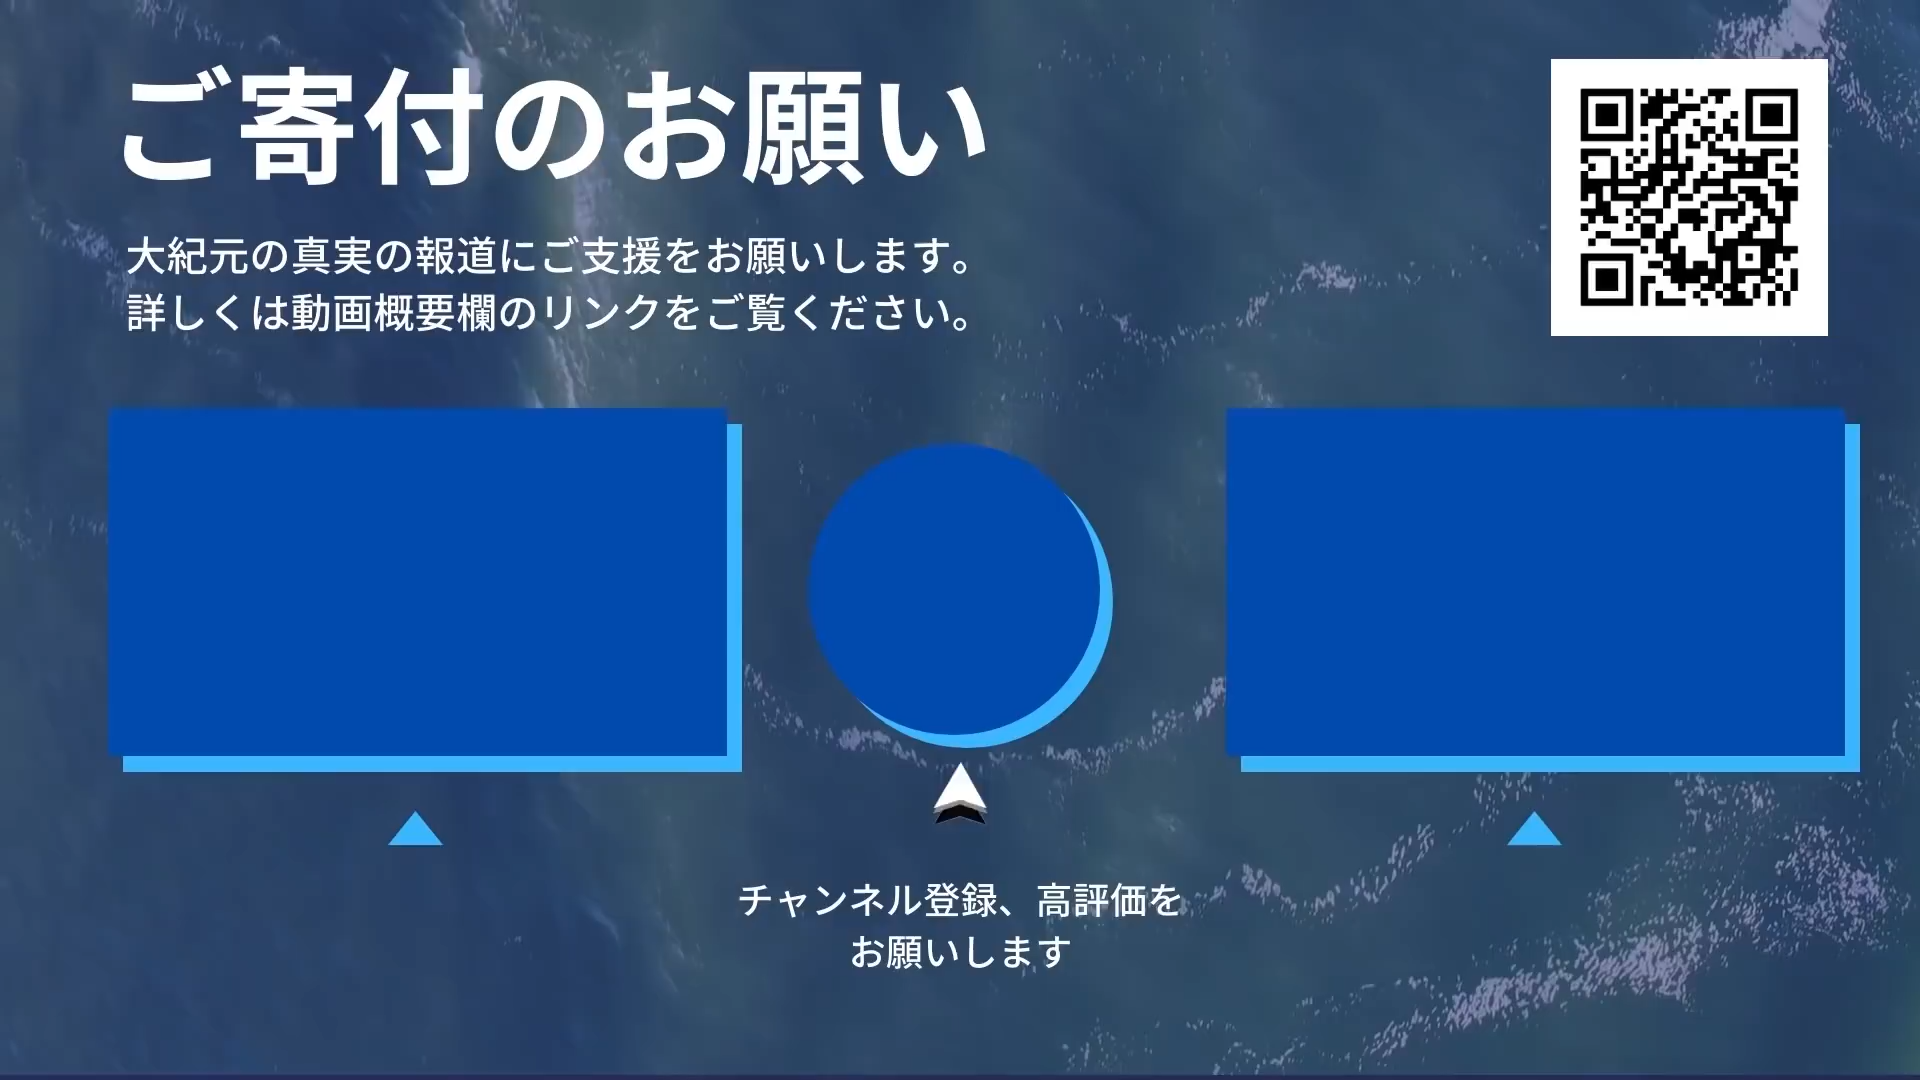 ご寄付のお願い
大紀元の真実の報道にご支援をお願いします。
詳しくは動画概要欄のリンクをご覧ください。
チャンネル登録、高評価を
お願いします